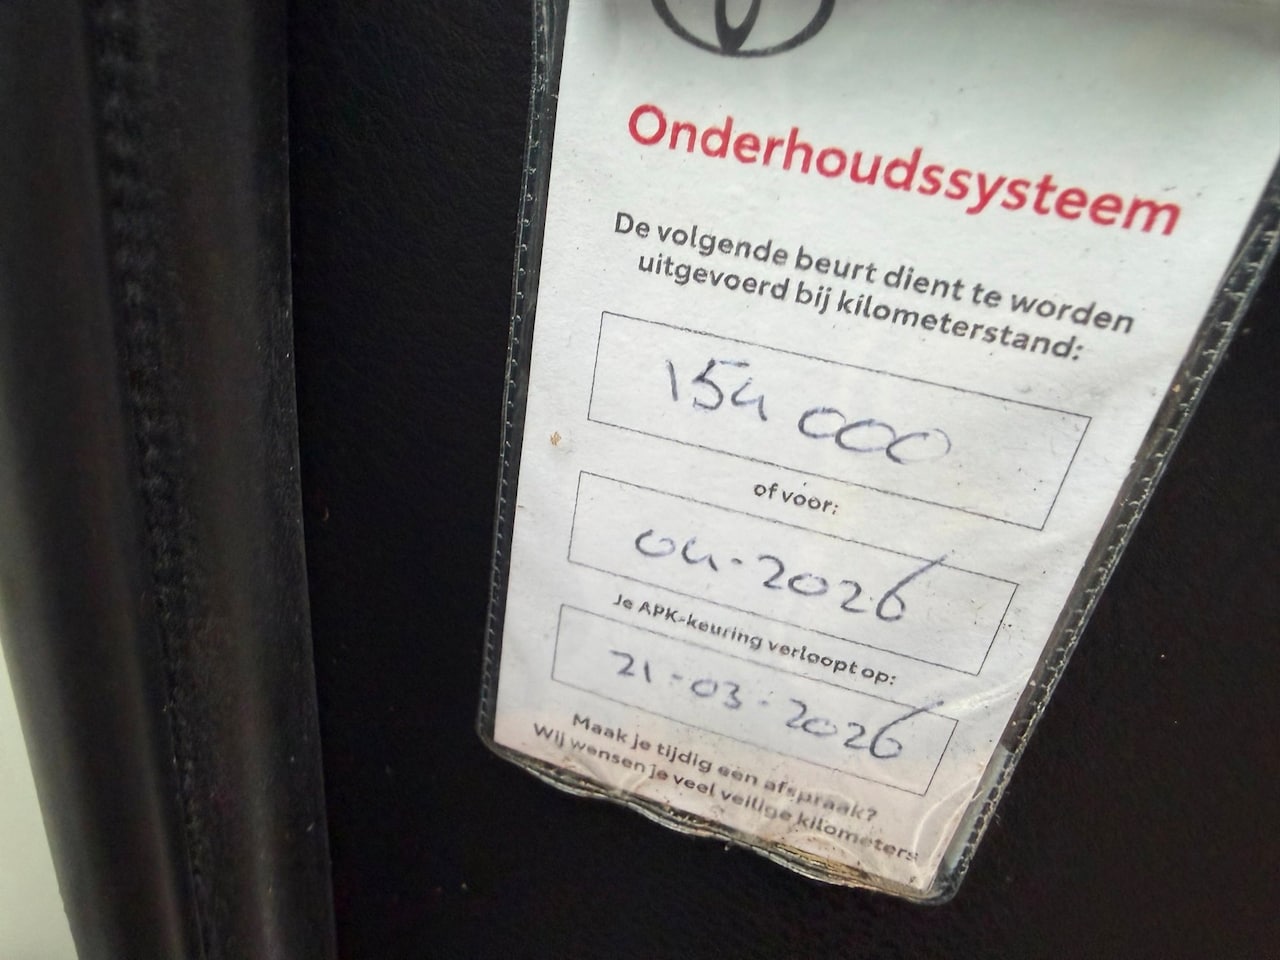 Onderhoudssysteem
De volgende beurt dient te worden
uitgevoerd bij kilometerstand:
154 000
of voor:
04-2026
Je APK-keuring verloopt op:
21-03-2026
Maak je tijdig een afspraak?
Wij wensen je veel veilige kilometers